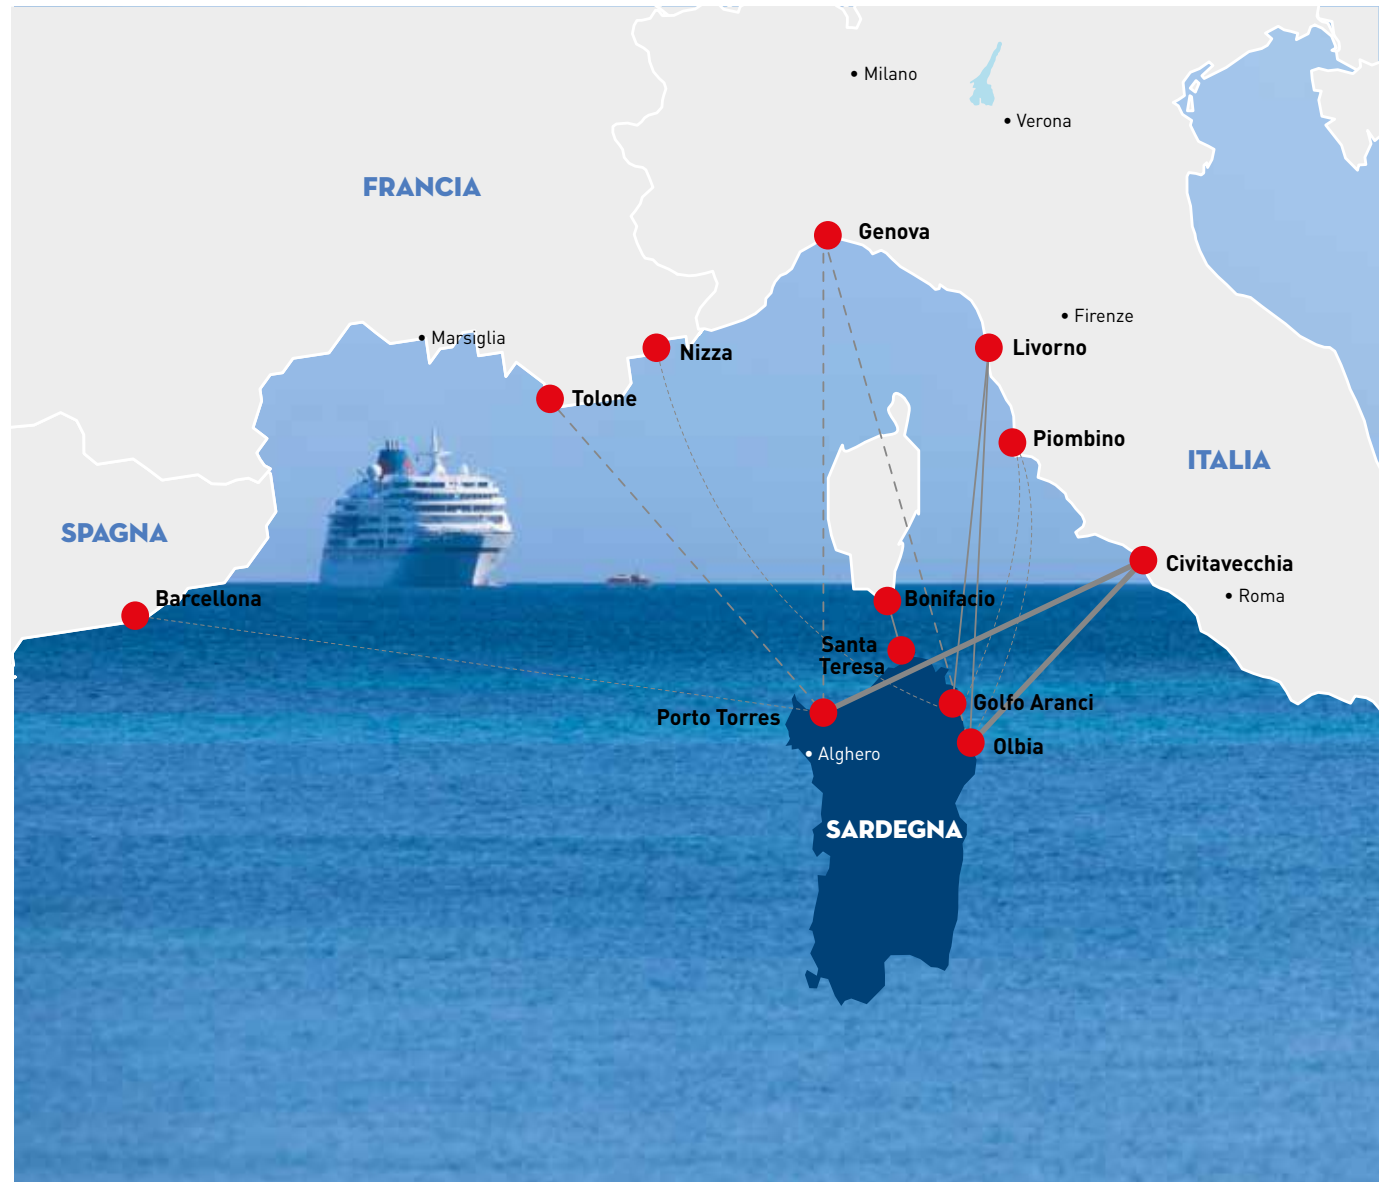 Milano
Verona
FRANCIA
Genova
Firenze
Marsiglia
Nizza
Livorno
Tolone
Piombino
ITALIA
SPAGNA
Civitavecchia
Barcellona
Bonifacio
Roma
Santa
Teresa
Golfo Aranci
Porto Torres
Olbia
Alghero
SARDEGNA